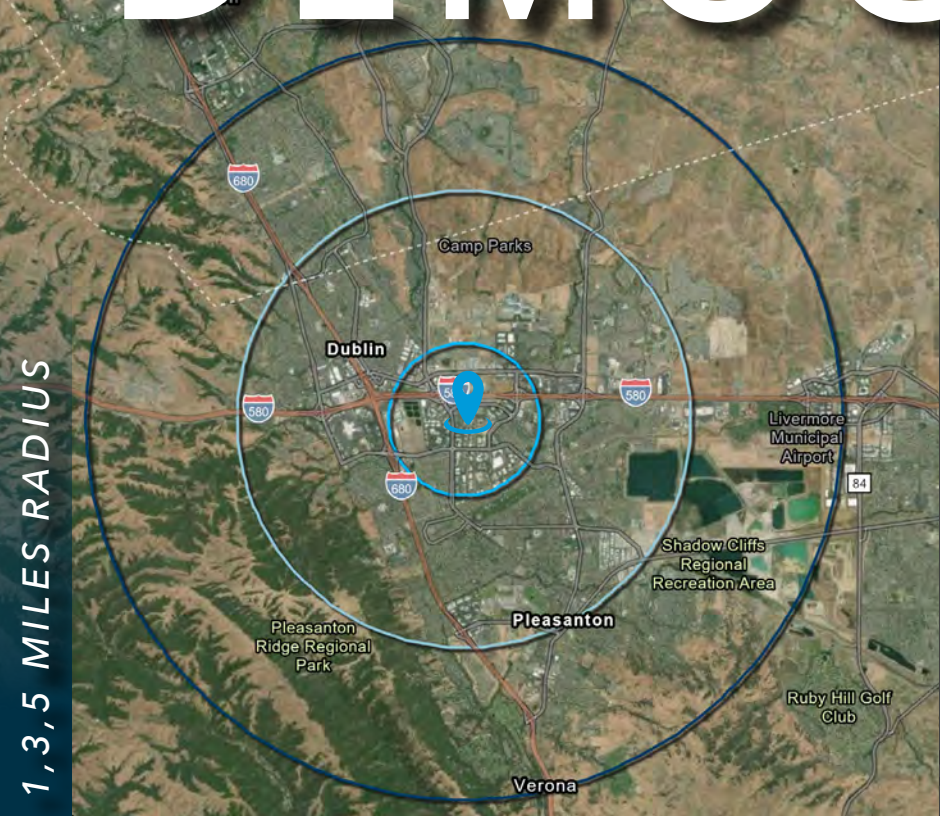 DEMOG
680
Camp Parks
Dublin
580
580
Livermore
Municipal
Airport
680
84
Shadow Cliffs
Regional
Recreation Area
Pleasanton
Pleasanton
Ridge Regional
Park
Ruby Hill Golf
Club
Verona
1,3,5 MILES RADIUS